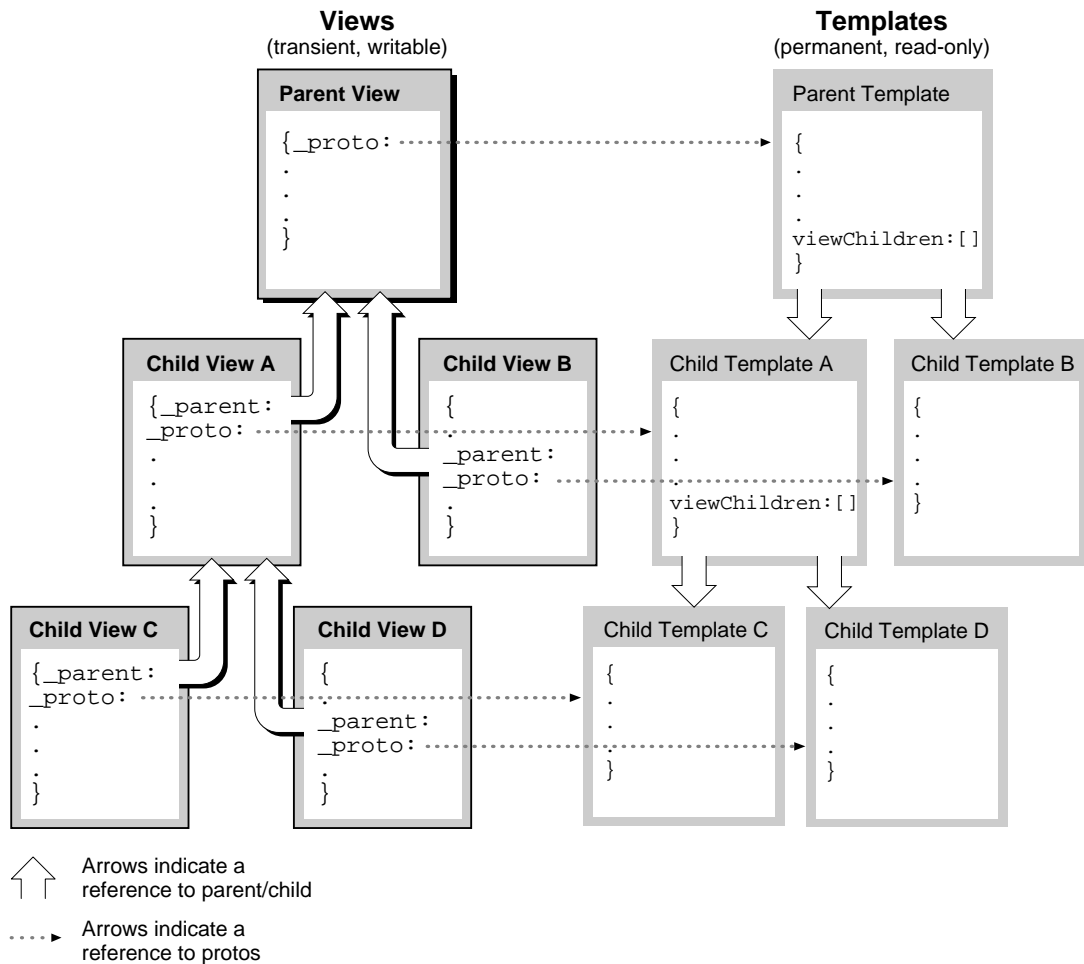 Views
(transient, writable)
Templates
(permanent, read-only)
Parent View
{_proto:
.
.
.
}
Parent Template
{
.
.
.
viewChildren:[]
}
Child View A
{_parent:
_proto:
.
.
.
}
Child View B
{
.
_parent:
_proto:
.
}
Child Template A
{
.
.
.
viewChildren:[]
}
Child Template B
{
.
.
.
}
Child View C
{_parent:
_proto:
.
.
.
}
Child View D
{
.
_parent:
_proto:
.
}
Child Template C
{
.
.
.
}
Child Template D
{
.
.
.
}
Arrows indicate a
reference to parent/child
Arrows indicate a
reference to protos